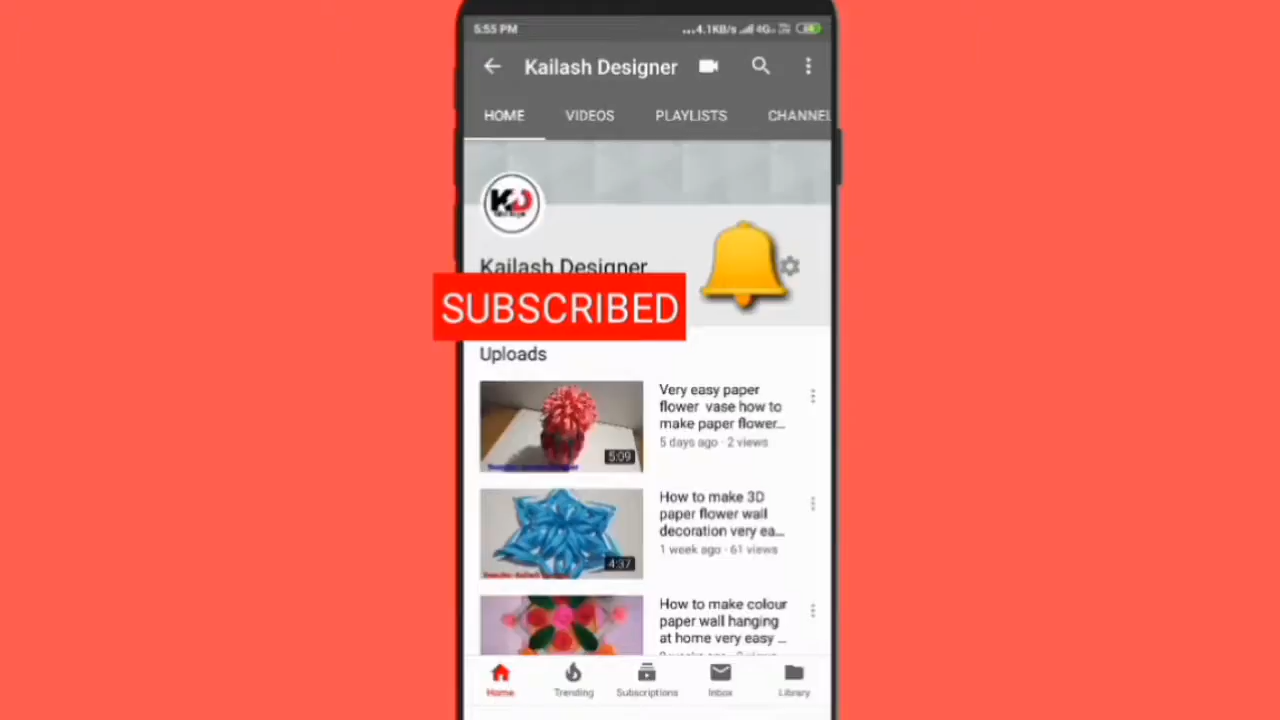 5:55 PM
...4.1KB/s 4G
Kailash Designer
HOME VIDEOS PLAYLISTS CHANNEL
Kailash Designer
SUBSCRIBED
Uploads
Very easy paper
flower vase how to
make paper flower...
5 days ago · 2 views
5:09
How to make 3D
paper flower wall
decoration very ea...
1 week ago · 61 views
4:37
How to make colour
paper wall hanging
at home very easy ...
Home Trending Subscriptions Inbox Library